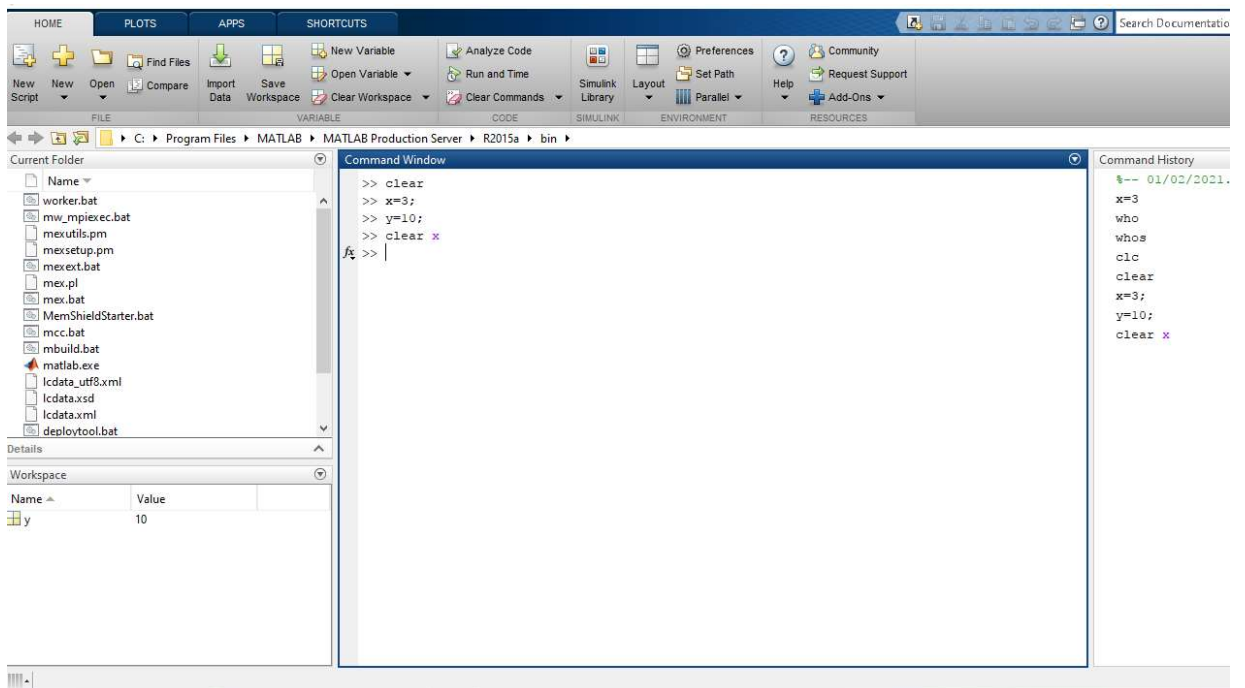 HOME PLOTS APPS SHORTCUTS
Search Documentatio
New Script
New
Open
Find Files
Compare
Import Data
Save Workspace
New Variable
Open Variable
Clear Workspace
Analyze Code
Run and Time
Clear Commands
Simulink Library
Layout
Preferences
Set Path
Parallel
Help
Community
Request Support
Add-Ons
FILE VARIABLE CODE SIMULINK ENVIRONMENT RESOURCES
C: Program Files MATLAB MATLAB Production Server R2015a bin
Current Folder
Name
worker.bat
mw_mpiexec.bat
mexutils.pm
mexsetup.pm
mexext.bat
mex.pl
mex.bat
MemShieldStarter.bat
mcc.bat
mbuild.bat
matlab.exe
lcdata_utf8.xml
lcdata.xsd
lcdata.xml
deploytool.bat
Details
Workspace
Name Value
y 10
Command Window
>> clear
>> x=3;
>> y=10;
>> clear x
fx >>
Command History
%-- 01/02/2021.
x=3
who
whos
clc
clear
x=3;
y=10;
clear x